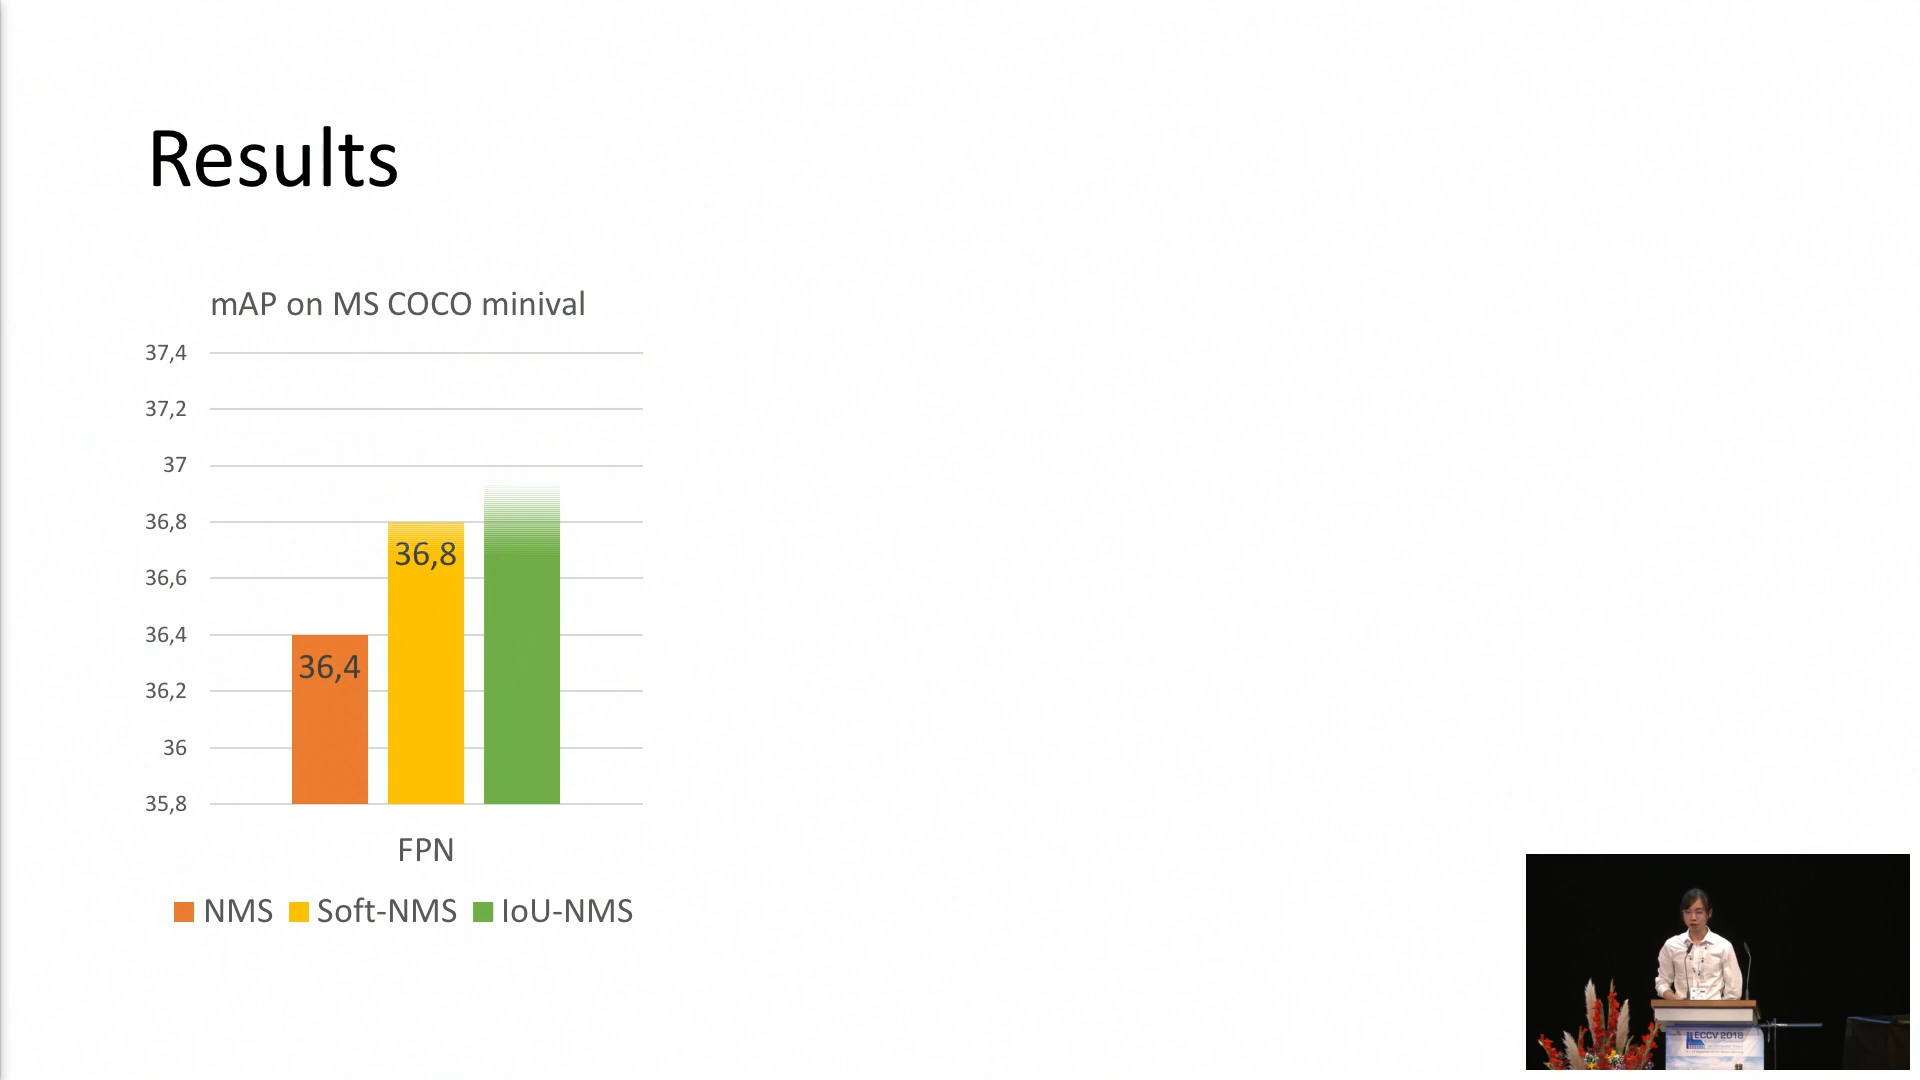 Results
mAP on MS COCO minival
37,4
37,2
37
36,8
36,6
36,4
36,2
36
35,8
36,4
36,8
FPN
NMS Soft-NMS IoU-NMS
ECCV 2018